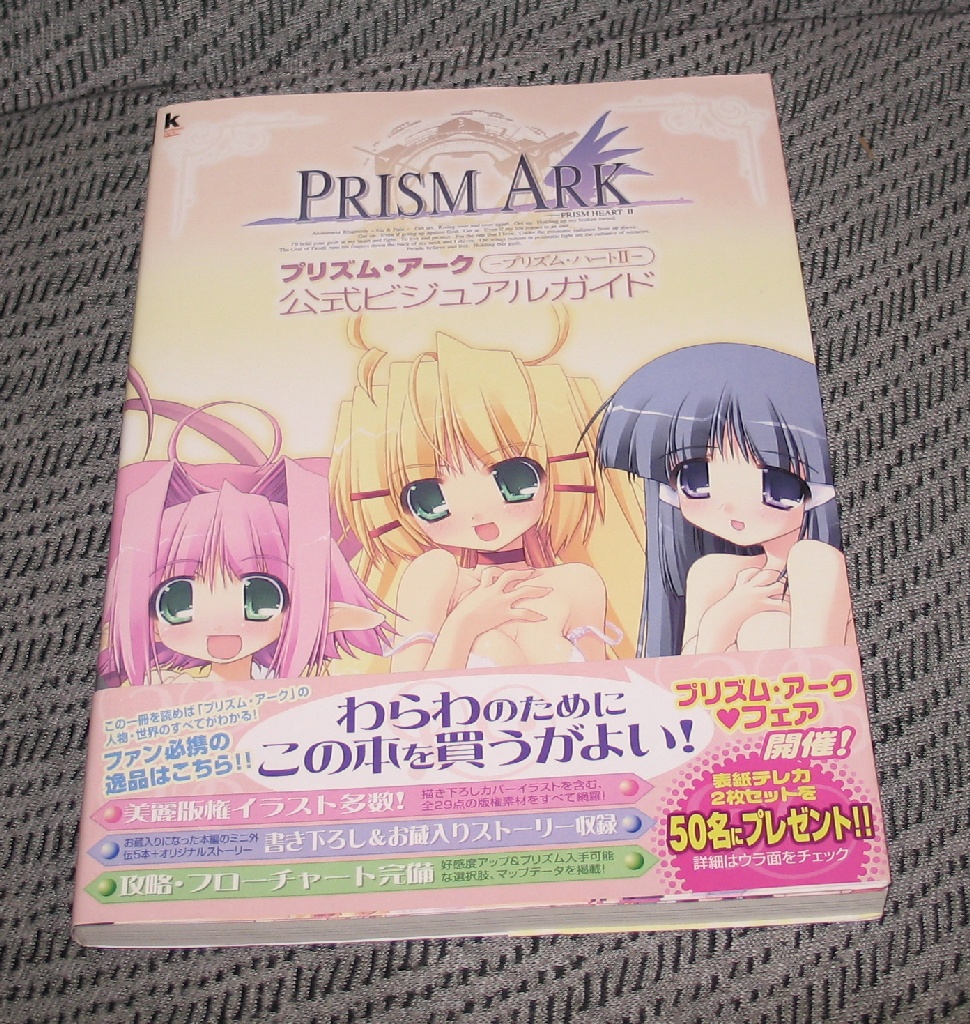 k
PRISM ARK
PRISM HEART II
プリズム・アーク
-プリズム・ハートII-
公式ビジュアルガイド
この一冊を読めば「プリズム・アーク」の
人物・世界のすべてがわかる!
ファン必携の
逸品はこちら!!
わらわのために
この本を買うがよい!
プリズム・アーク
♥フェア
開催!
表紙テレカ
2枚セットを
50名にプレゼント!!
詳細はウラ面をチェック
美麗版権イラスト多数!
描き下ろしカバーイラストを含む、
全29点の版権素材をすべて網羅!
お蔵入りになった本編のミニ外
伝5本+オリジナルストーリー
書き下ろし&お蔵入りストーリー収録
攻略・フローチャート完備
好感度アップ&プリズム入手可能
な選択肢、マップデータを掲載!